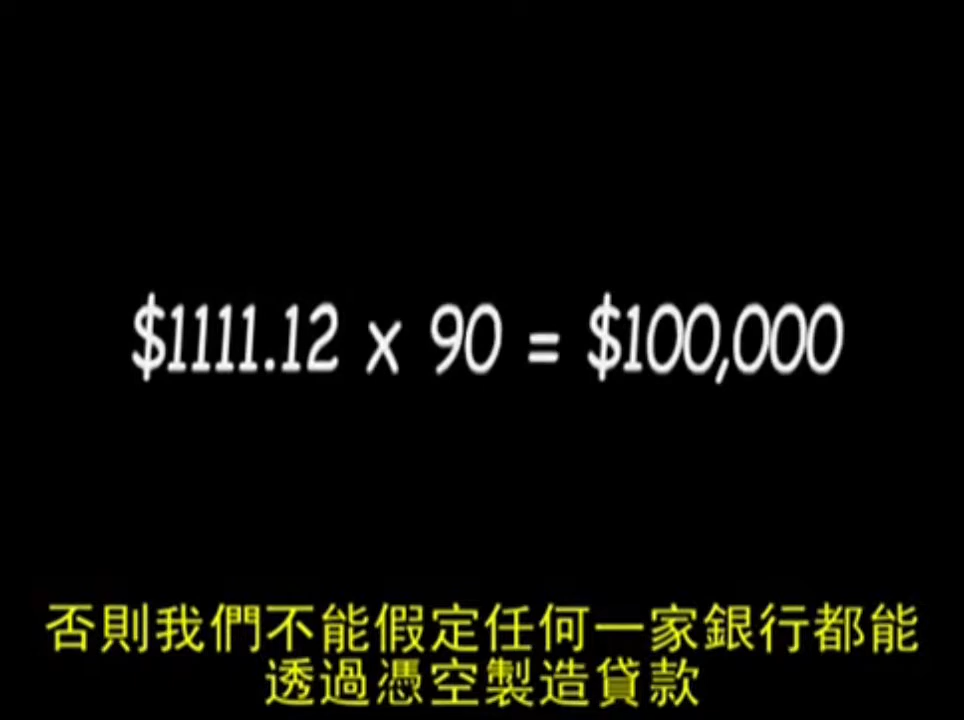 $1111.12 x 90 = $100,000
否則我們不能假定任何一家銀行都能
透過憑空製造貸款